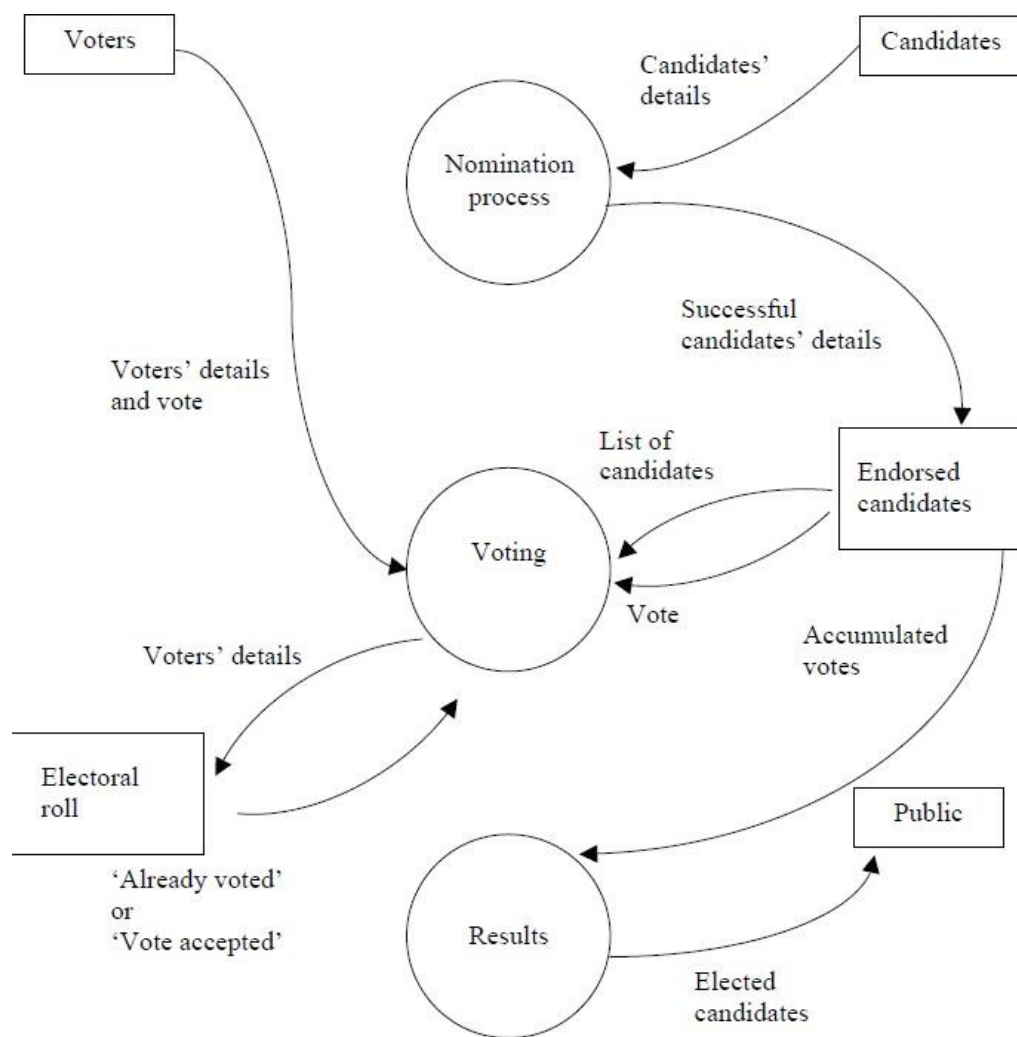 Voters
Candidates
Candidates’
details
Nomination
process
Successful
candidates’ details
Voters’ details
and vote
List of
candidates
Endorsed
candidates
Voting
Vote
Voters’ details
Accumulated
votes
Electoral
roll
Public
‘Already voted’
or
‘Vote accepted’
Results
Elected
candidates